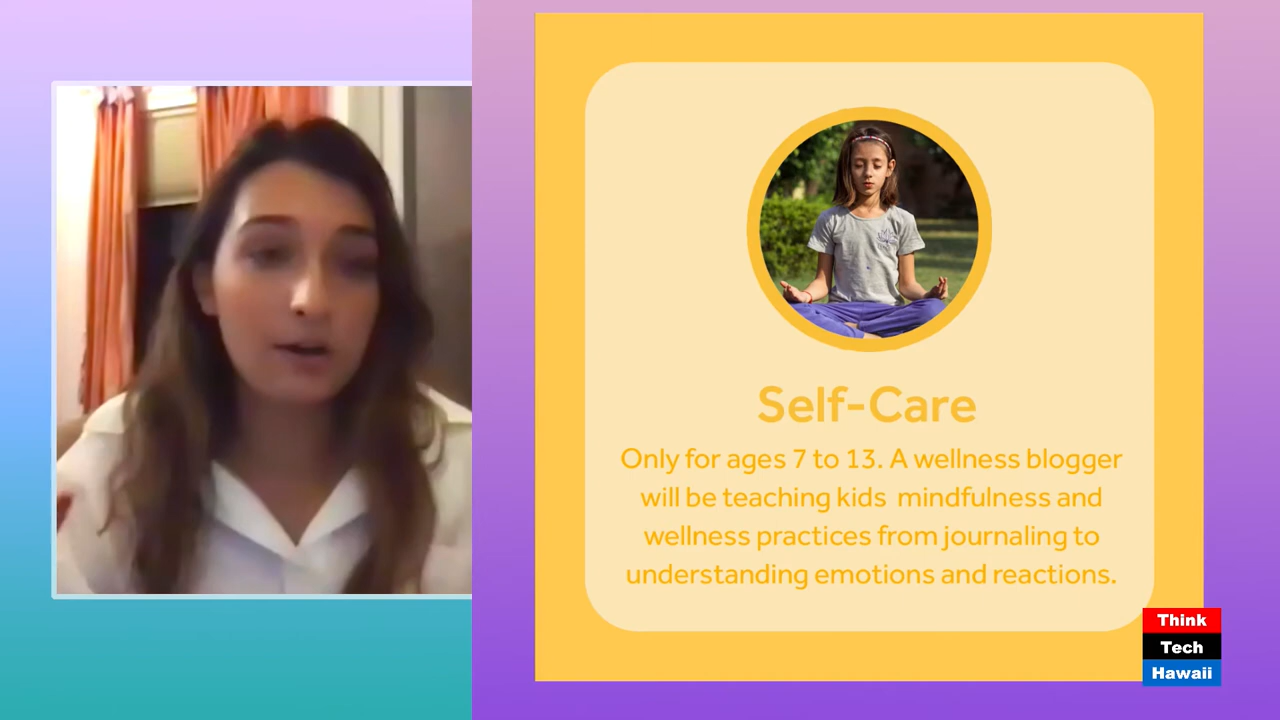 Self-Care
Only for ages 7 to 13. A wellness blogger
will be teaching kids mindfulness and
wellness practices from journaling to
understanding emotions and reactions.
Think
Tech
Hawaii